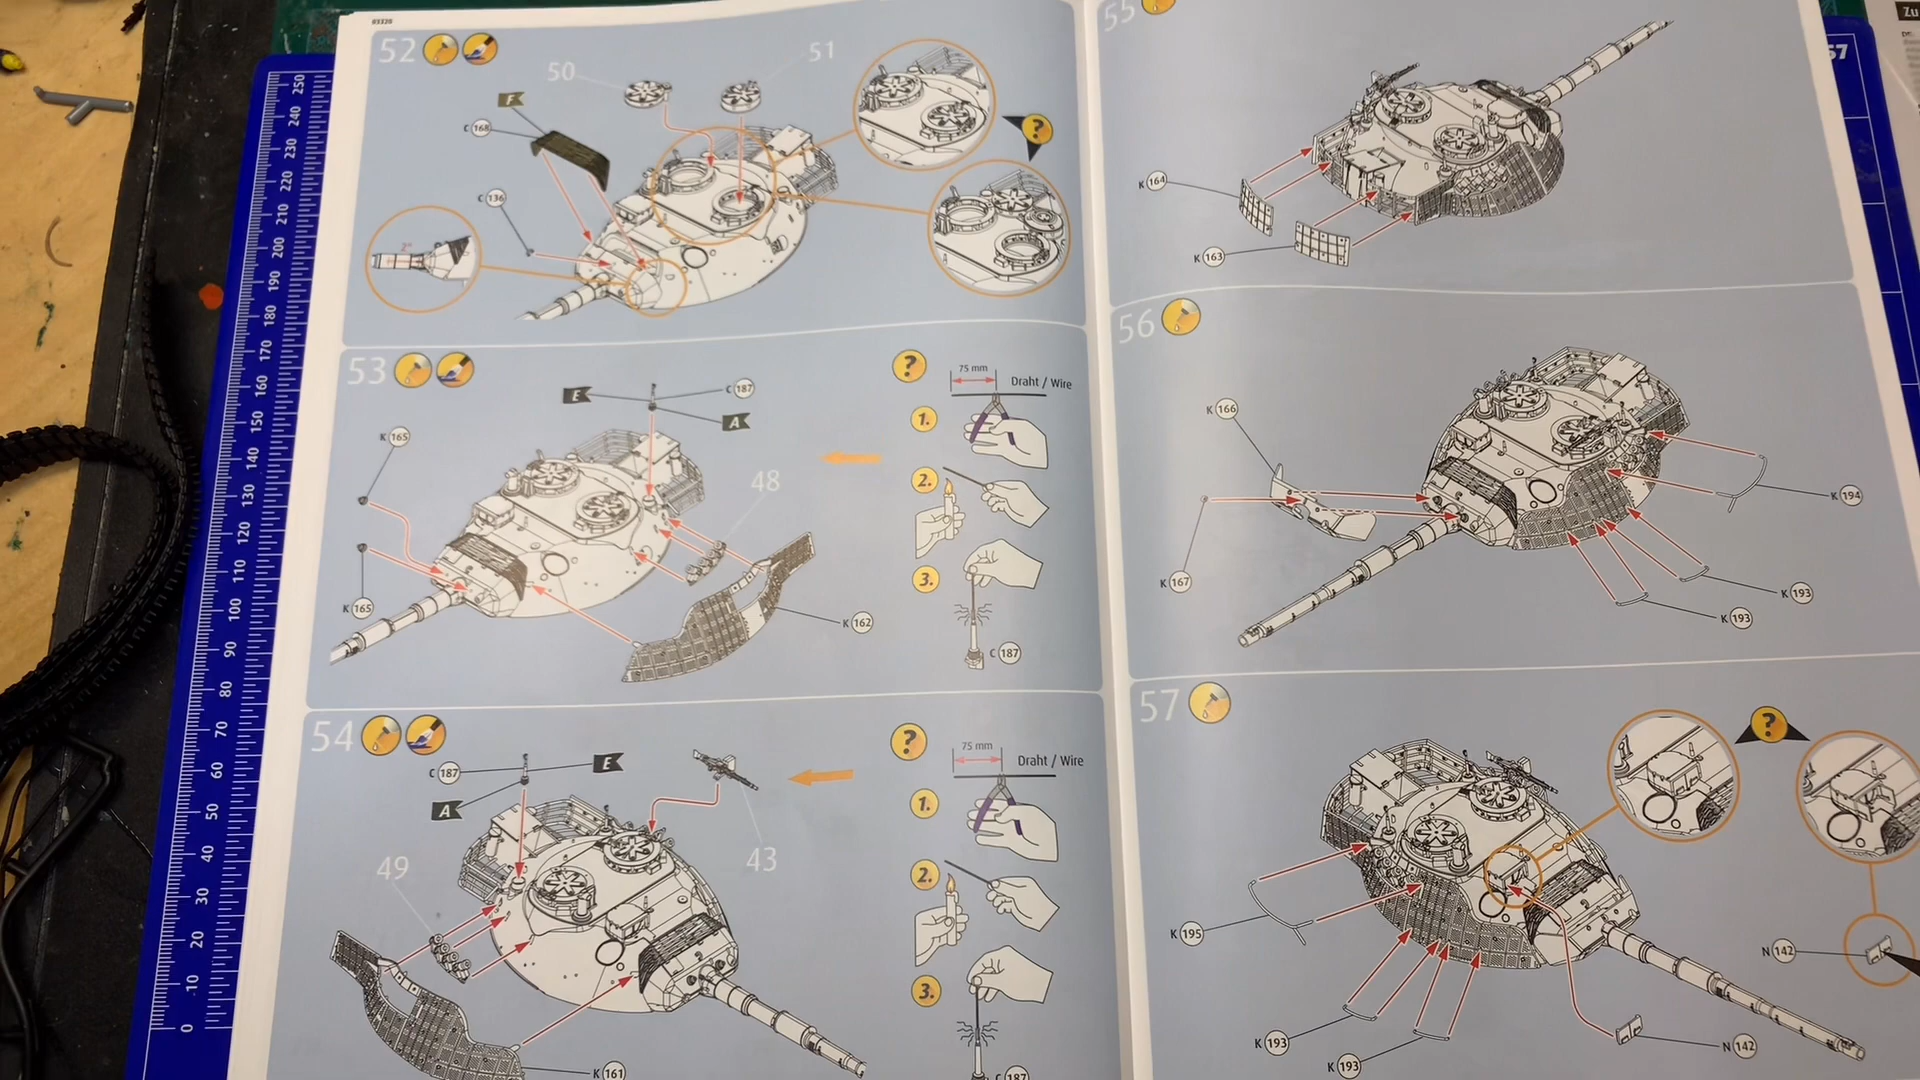 03320
52
50
51
F
C 168
C 136
2°
53
E
C 187
A
K 165
K 165
48
K 162
?
75 mm
Draht / Wire
1.
2.
3.
C 187
54
C 187
E
A
43
49
K 161
?
75 mm
Draht / Wire
1.
2.
3.
C 187
55
K 164
K 163
?
56
K 166
K 167
K 194
K 193
K 193
57
?
K 195
K 193
K 193
N 142
N 142
250
240
230
220
210
200
190
180
170
160
150
140
130
120
110
100
90
80
70
60
50
40
30
20
10
0
57
Zu